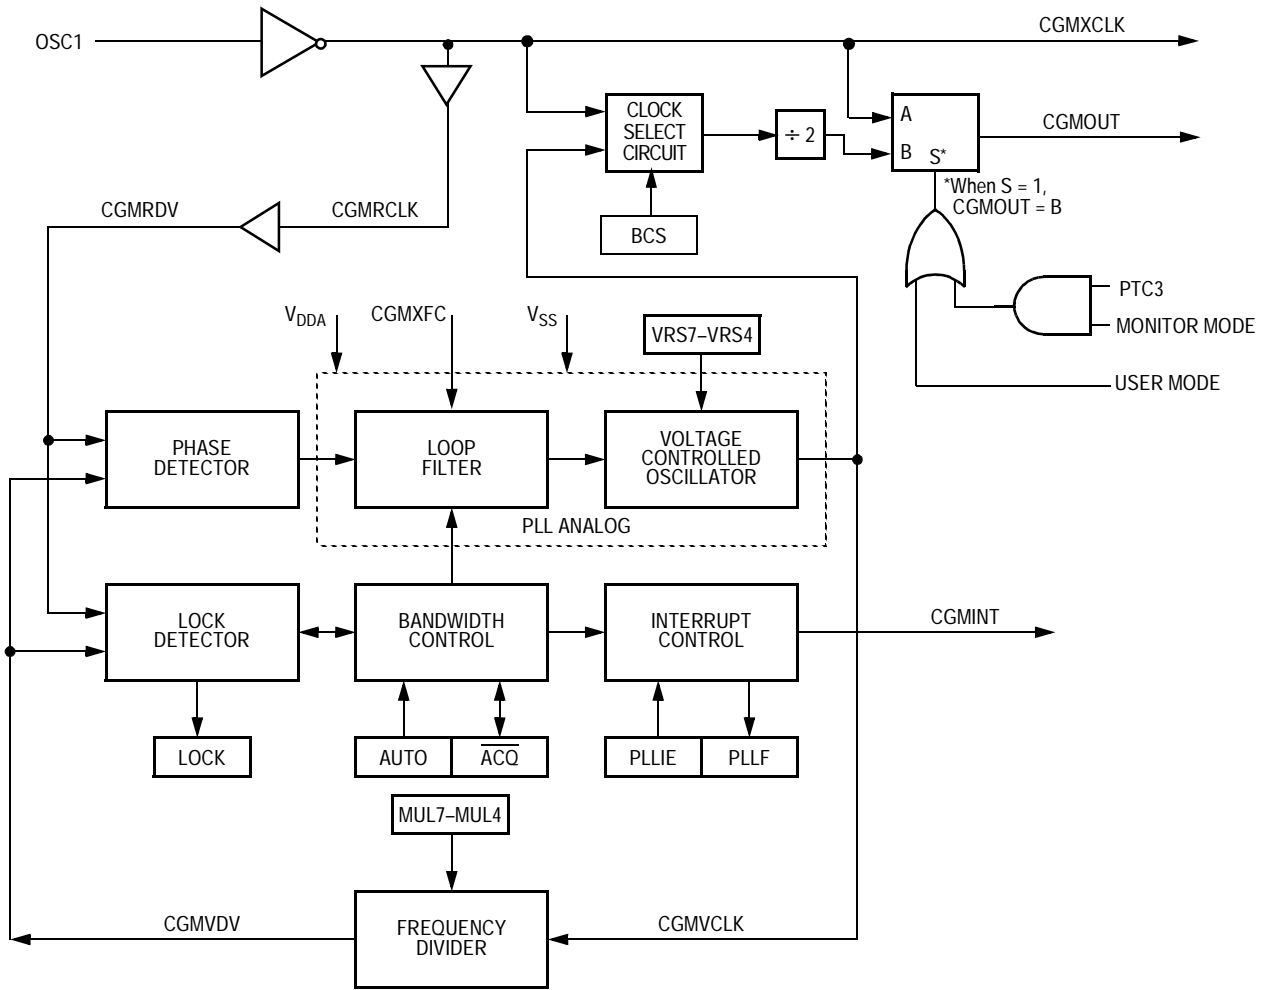 OSC1
CGMXCLK
CLOCK
SELECT
CIRCUIT
÷ 2
A
B
S*
CGMOUT
*When S = 1,
CGMOUT = B
BCS
CGMRDV
CGMRCLK
PTC3
MONITOR MODE
USER MODE
VDDA
CGMXFC
VSS
VRS7–VRS4
PHASE
DETECTOR
LOOP
FILTER
VOLTAGE
CONTROLLED
OSCILLATOR
PLL ANALOG
LOCK
DETECTOR
BANDWIDTH
CONTROL
INTERRUPT
CONTROL
CGMINT
LOCK
AUTO
A̅C̅Q̅
PLLIE
PLLF
MUL7–MUL4
CGMVDV
FREQUENCY
DIVIDER
CGMVCLK